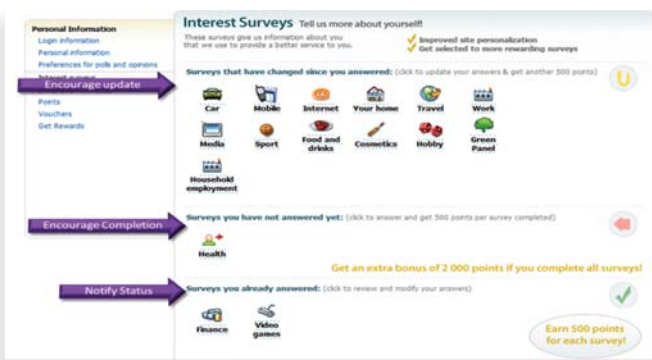 Personal Information
Login information
Personal information
Preferences for polls and opinions
Interest surveys
Encourage update
Points
Vouchers
Get Rewards
Encourage Completion
Notify Status
Interest Surveys Tell us more about yourself!
These surveys give us information about you
that we use to provide a better service to you.
Improved site personalization
Get selected to more rewarding surveys
Surveys that have changed since you answered: (click to update your answers & get another 500 points)
Car Mobile Internet Your home Travel Work
Media Sport Food and drinks Cosmetics Hobby Green Panel
Household employment
Surveys you have not answered yet: (click to answer and get 500 points per survey completed)
Health
Get an extra bonus of 2 000 points if you complete all surveys!
Surveys you already answered: (click to review and modify your answers)
Finance Video games
Earn 500 points
for each survey!